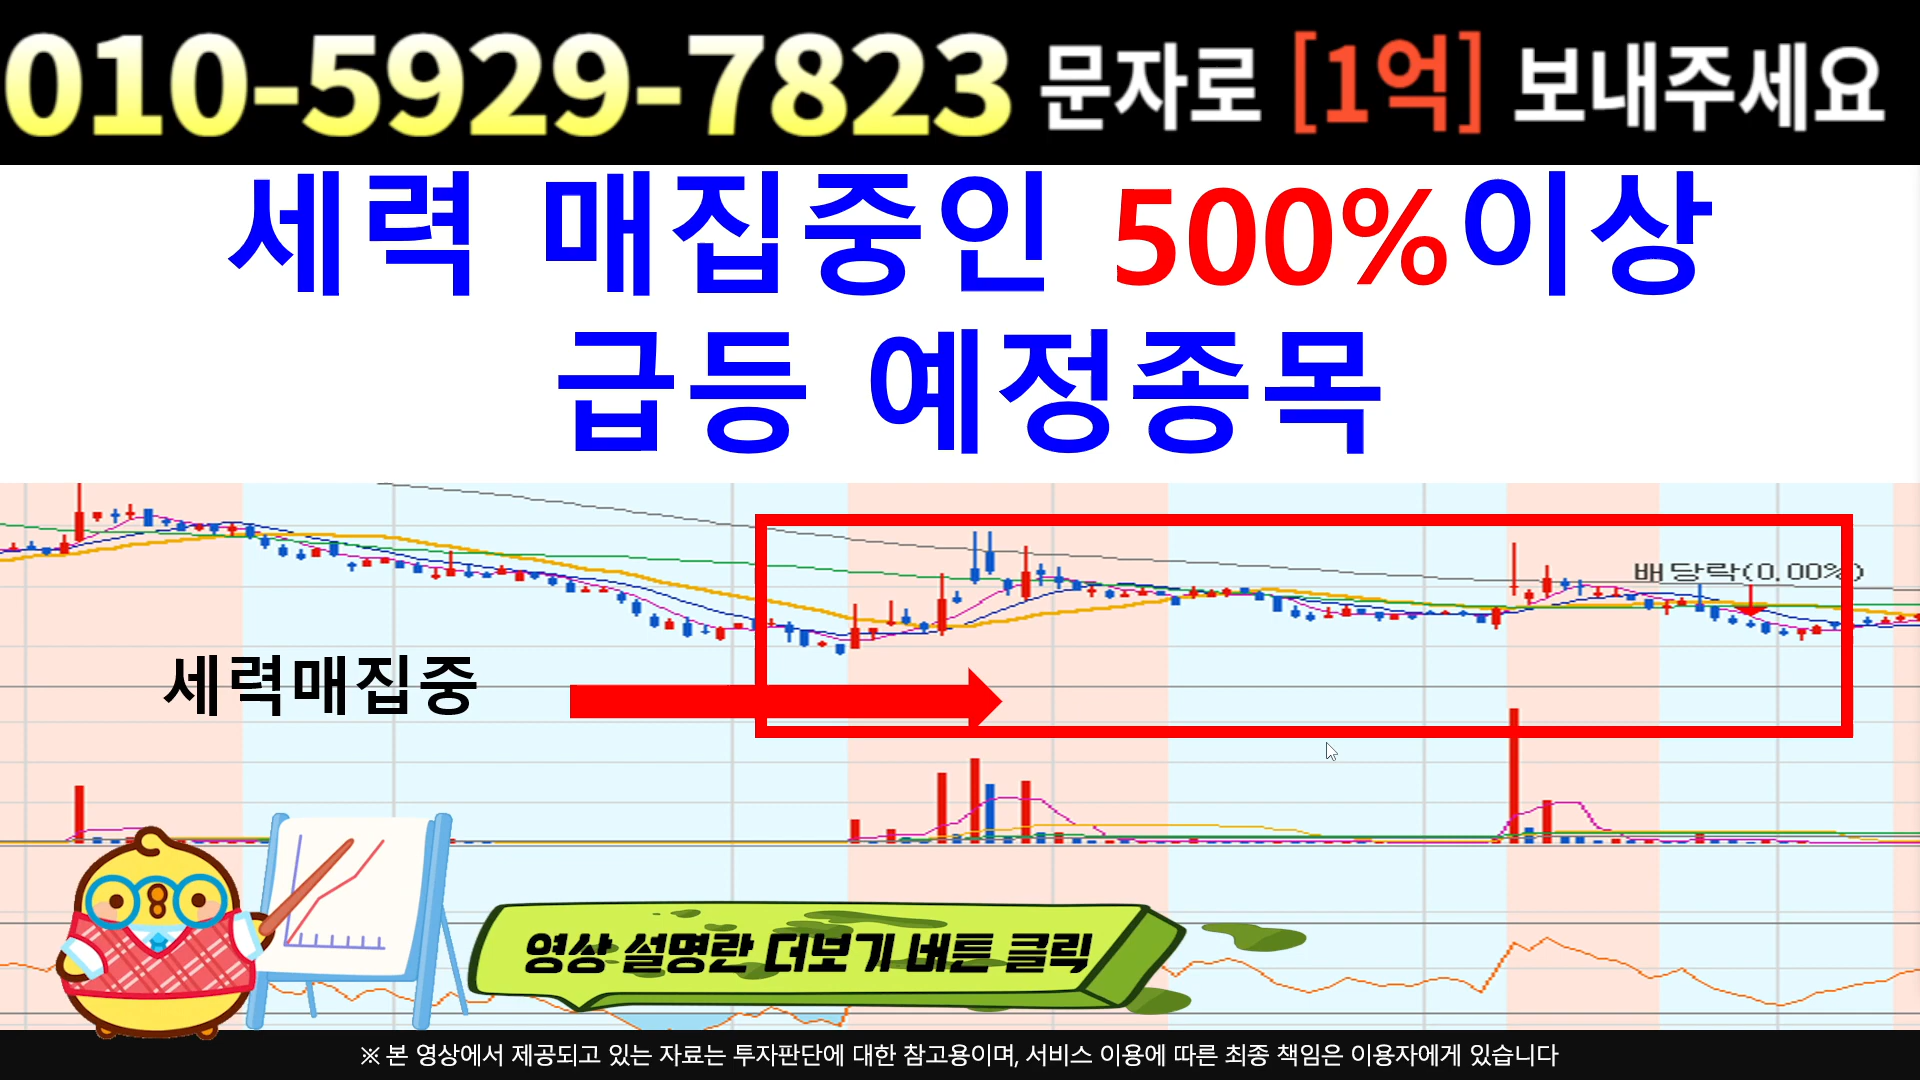 010-5929-7823 문자로 [1억] 보내주세요
세력 매집중인 500%이상
급등 예정종목
배당락(0.00%)
세력매집중
영상 설명란 더보기 버튼 클릭
※ 본 영상에서 제공되고 있는 자료는 투자판단에 대한 참고용이며, 서비스 이용에 따른 최종 책임은 이용자에게 있습니다